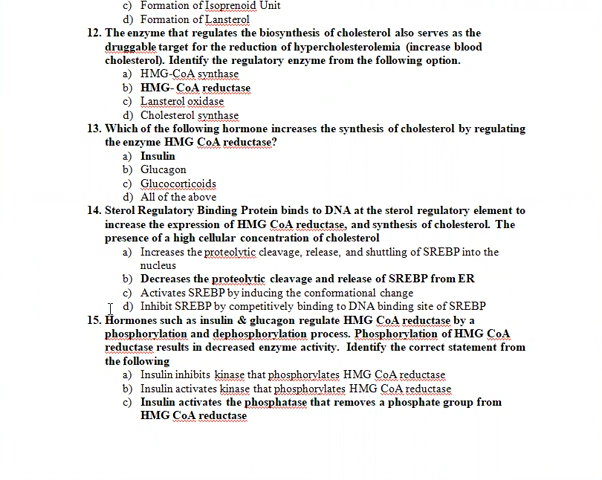 c) Formation of Isoprenoid Unit
d) Formation of Lansterol
12. The enzyme that regulates the biosynthesis of cholesterol also serves as the
druggable target for the reduction of hypercholesterolemia (increase blood
cholesterol). Identify the regulatory enzyme from the following option.
a) HMG-CoA synthase
b) HMG- CoA reductase
c) Lansterol oxidase
d) Cholesterol synthase
13. Which of the following hormone increases the synthesis of cholesterol by regulating
the enzyme HMG CoA reductase?
a) Insulin
b) Glucagon
c) Glucocorticoids
d) All of the above
14. Sterol Regulatory Binding Protein binds to DNA at the sterol regulatory element to
increase the expression of HMG CoA reductase, and synthesis of cholesterol. The
presence of a high cellular concentration of cholesterol
a) Increases the proteolytic cleavage, release, and shuttling of SREBP into the
nucleus
b) Decreases the proteolytic cleavage and release of SREBP from ER
c) Activates SREBP by inducing the conformational change
d) Inhibit SREBP by competitively binding to DNA binding site of SREBP
15. Hormones such as insulin & glucagon regulate HMG CoA reductase by a
phosphorylation and dephosphorylation process. Phosphorylation of HMG CoA
reductase results in decreased enzyme activity. Identify the correct statement from
the following
a) Insulin inhibits kinase that phosphorylates HMG CoA reductase
b) Insulin activates kinase that phosphorylates HMG CoA reductase
c) Insulin activates the phosphatase that removes a phosphate group from
HMG CoA reductase